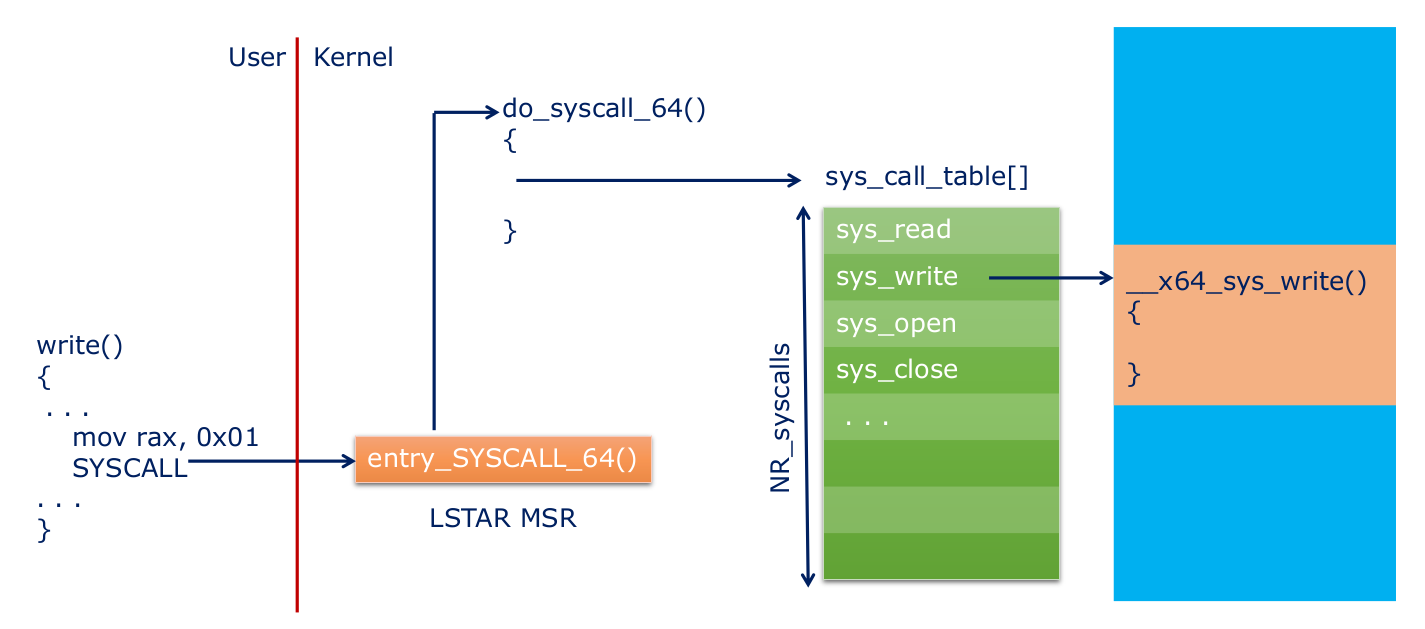 User
Kernel
do_syscall_64()
{
}
sys_call_table[]
sys_read
sys_write
sys_open
sys_close
. . .
NR_syscalls
__x64_sys_write()
{
}
write()
{
. . .
mov rax, 0x01
SYSCALL
. . .
}
entry_SYSCALL_64()
LSTAR MSR